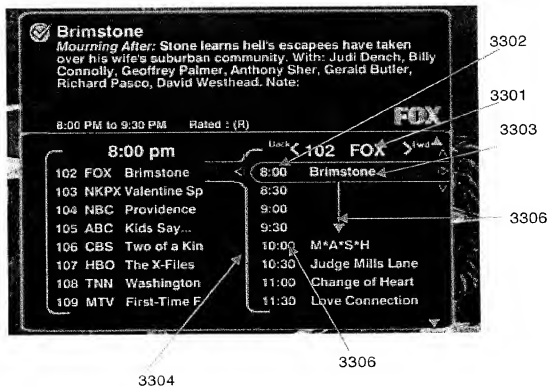 Brimstone
Mourning After: Stone learns hell's escapees have taken
over his wife's suburban community. With: Judi Dench, Billy
Connolly, Geoffrey Palmer, Anthony Sher, Gerald Butler,
Richard Pasco, David Westhead. Note:
8:00 PM to 9:30 PM Rated : (R)
FOX
8:00 pm
102 FOX Brimstone
103 NKPX Valentine Sp
104 NBC Providence
105 ABC Kids Say...
106 CBS Two of a Kin
107 HBO The X-Files
108 TNN Washington
109 MTV First-Time F
Back 102 FOX Fwd
8:00 Brimstone
8:30
9:00
9:30
10:00 M*A*S*H
10:30 Judge Mills Lane
11:00 Change of Heart
11:30 Love Connection
3302
3301
3303
3306
3306
3304